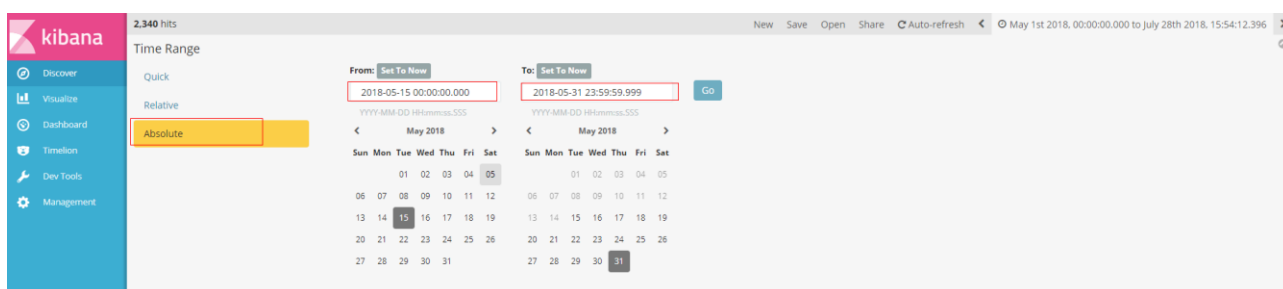 kibana
Discover
Visualize
Dashboard
Timelion
Dev Tools
Management
2,340 hits
New Save Open Share Auto-refresh May 1st 2018, 00:00:00.000 to July 28th 2018, 15:54:12.396
Time Range
Quick
Relative
Absolute
From: Set To Now
2018-05-15 00:00:00.000
YYYY-MM-DD HH:mm:ss.SSS
May 2018
Sun Mon Tue Wed Thu Fri Sat
01 02 03 04 05
06 07 08 09 10 11 12
13 14 15 16 17 18 19
20 21 22 23 24 25 26
27 28 29 30 31
To: Set To Now
2018-05-31 23:59:59.999
YYYY-MM-DD HH:mm:ss.SSS
May 2018
Sun Mon Tue Wed Thu Fri Sat
01 02 03 04 05
06 07 08 09 10 11 12
13 14 15 16 17 18 19
20 21 22 23 24 25 26
27 28 29 30 31
Go